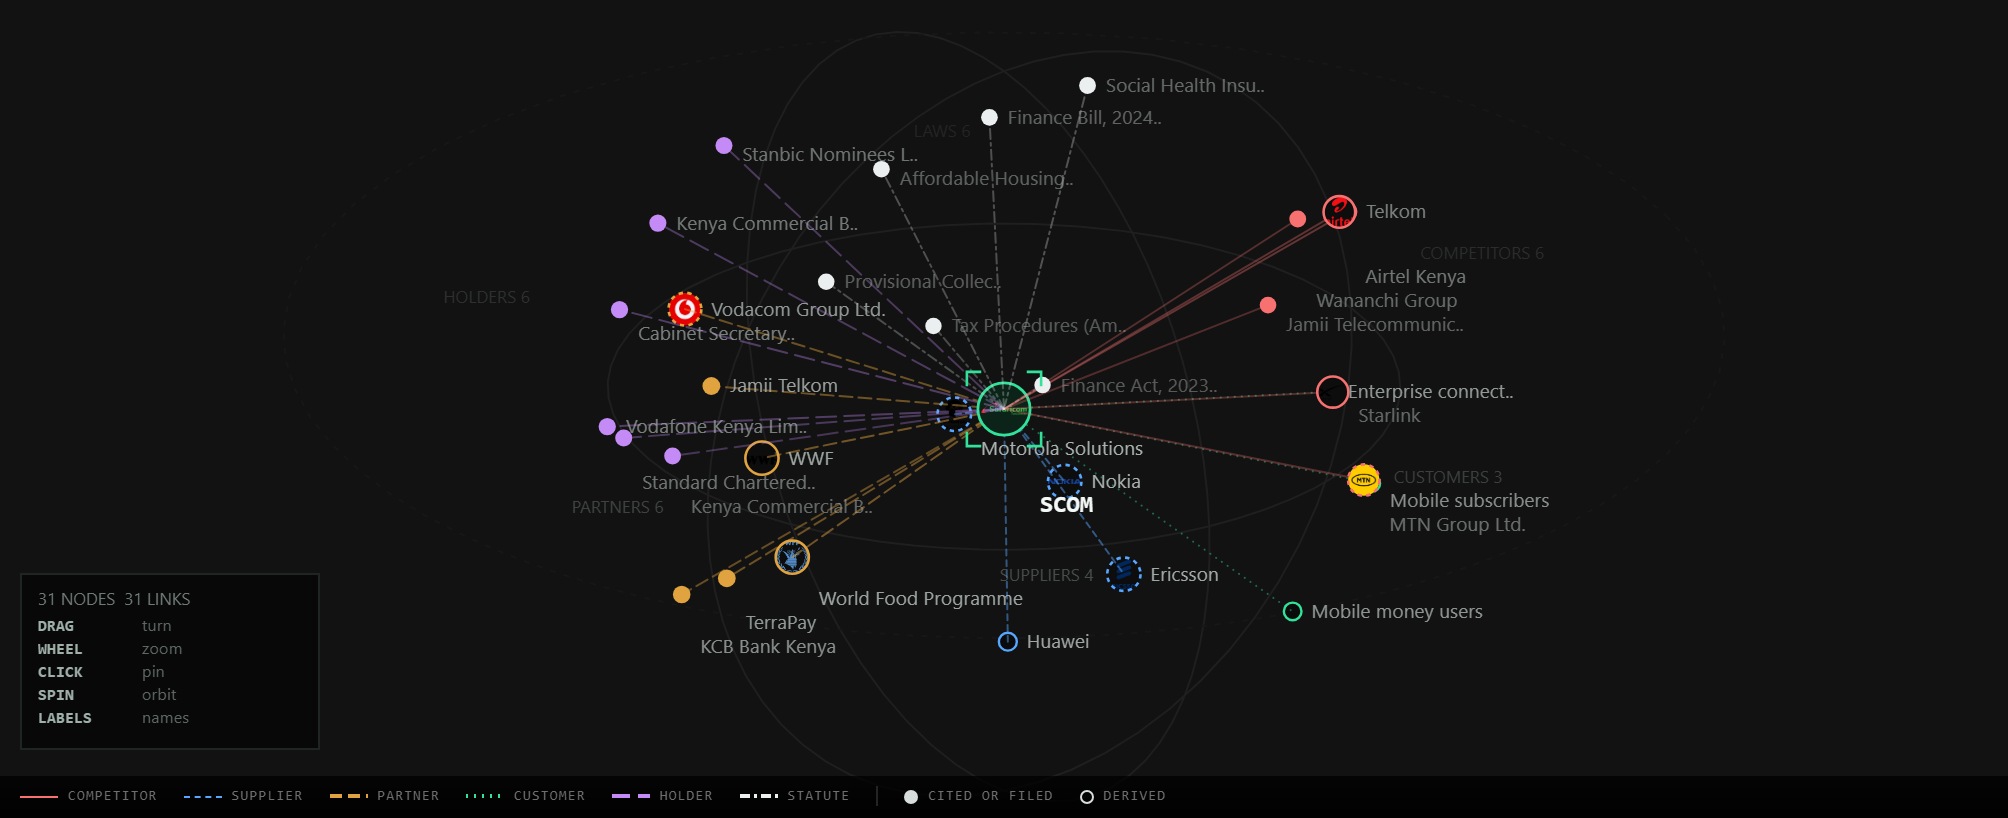 Social Health Insu..
Finance Bill, 2024..
LAWS 6
Stanbic Nominees L..
Affordable Housing..
Telkom
Kenya Commercial B..
COMPETITORS 6
Airtel Kenya
Provisional Collec..
HOLDERS 6
Wananchi Group
Vodacom Group Ltd.
Jamii Telecommunic..
Tax Procedures (Am..
Cabinet Secretary..
Jamii Telkom
Finance Act, 2023..
Enterprise connect..
Starlink
Vodafone Kenya Lim..
Motorola Solutions
WWF
CUSTOMERS 3
Standard Chartered..
NOKIA
Nokia
MTN
Mobile subscribers
PARTNERS 6
Kenya Commercial B..
SCOM
MTN Group Ltd.
SUPPLIERS 4
Ericsson
World Food Programme
Mobile money users
TerraPay
Huawei
KCB Bank Kenya
31 NODES 31 LINKS
DRAG turn
WHEEL zoom
CLICK pin
SPIN orbit
LABELS names
COMPETITOR SUPPLIER PARTNER CUSTOMER HOLDER STATUTE CITED OR FILED DERIVED